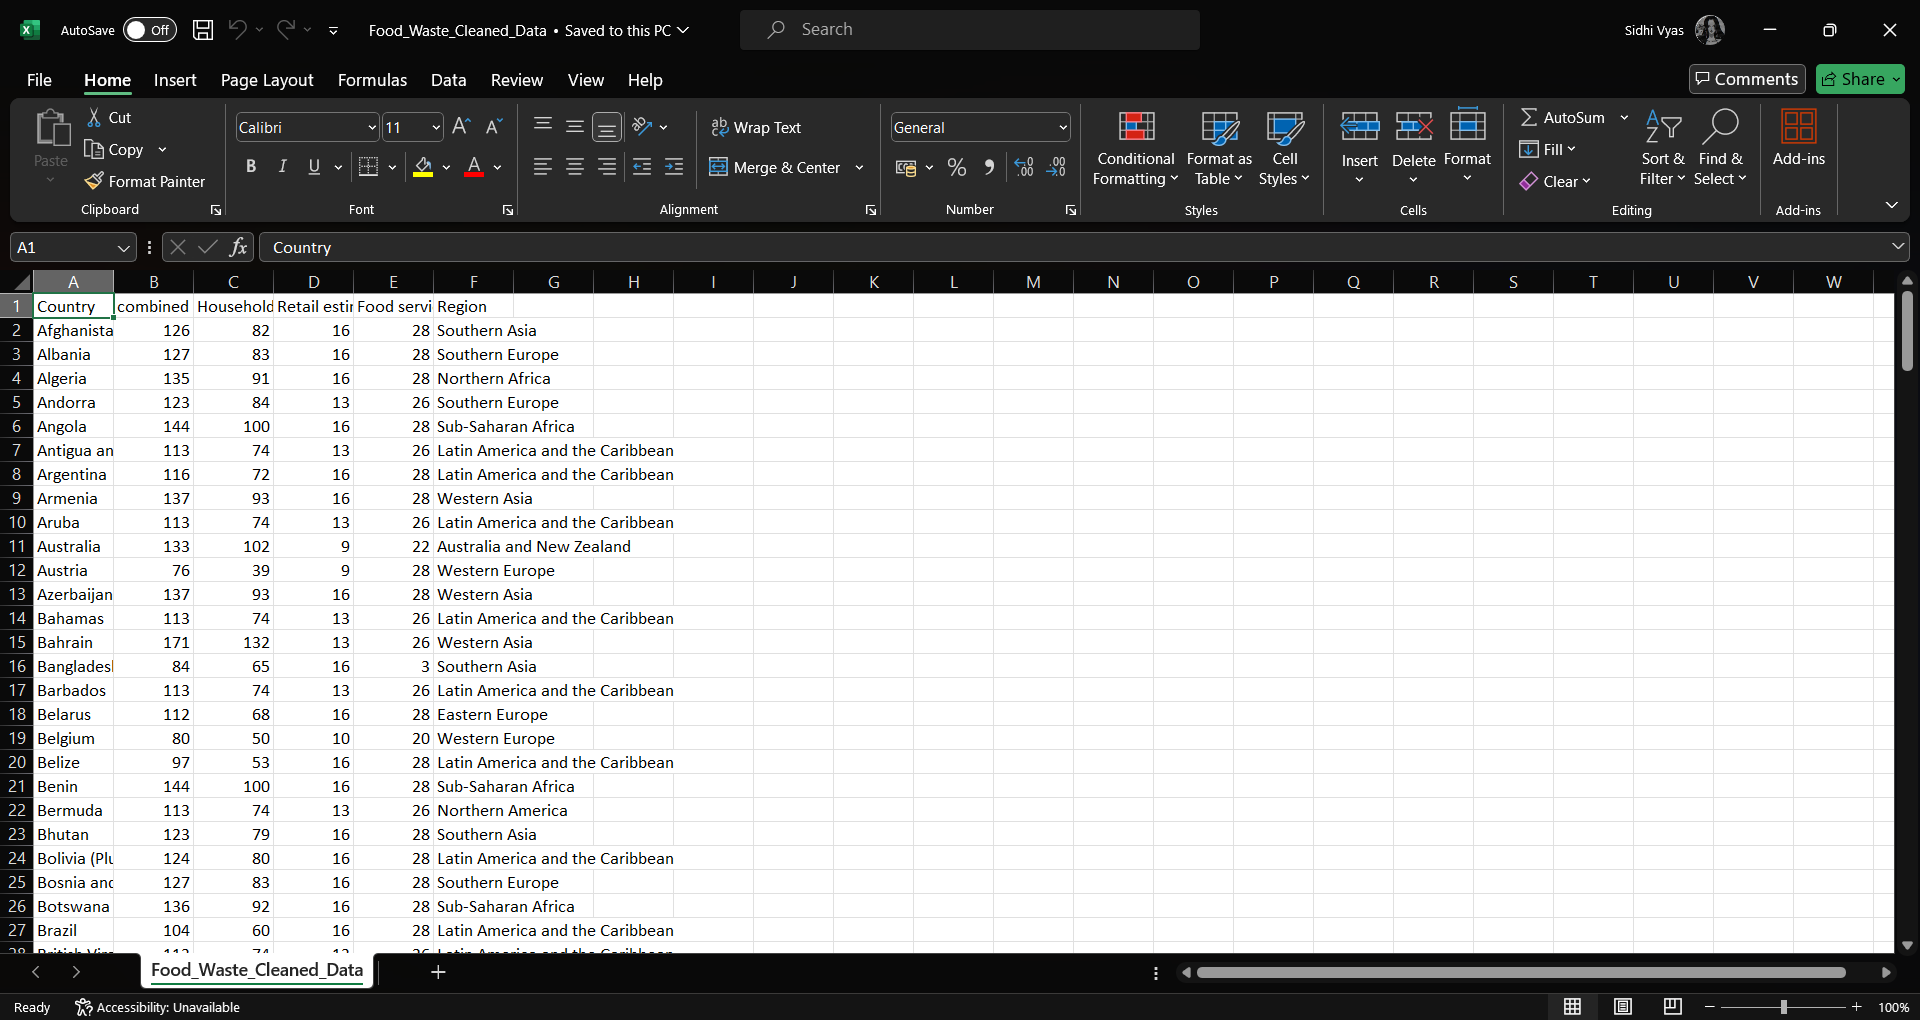 AutoSave Off Food_Waste_Cleaned_Data • Saved to this PC Search Sidhi Vyas
File Home Insert Page Layout Formulas Data Review View Help Comments Share
Paste Cut Copy Format Painter Clipboard
Calibri 11 B I U A Font
ab Wrap Text Merge & Center Alignment
General % Number
Conditional Formatting Format as Table Cell Styles Styles
Insert Delete Format Cells
AutoSum Fill Clear Sort & Filter Find & Select Editing
Add-ins Add-ins
A1 fx Country
A B C D E F G H I J K L M N O P Q R S T U V W
1 Country combined Household Retail estir Food servi Region
2 Afghanista 126 82 16 28 Southern Asia
3 Albania 127 83 16 28 Southern Europe
4 Algeria 135 91 16 28 Northern Africa
5 Andorra 123 84 13 26 Southern Europe
6 Angola 144 100 16 28 Sub-Saharan Africa
7 Antigua an 113 74 13 26 Latin America and the Caribbean
8 Argentina 116 72 16 28 Latin America and the Caribbean
9 Armenia 137 93 16 28 Western Asia
10 Aruba 113 74 13 26 Latin America and the Caribbean
11 Australia 133 102 9 22 Australia and New Zealand
12 Austria 76 39 9 28 Western Europe
13 Azerbaijan 137 93 16 28 Western Asia
14 Bahamas 113 74 13 26 Latin America and the Caribbean
15 Bahrain 171 132 13 26 Western Asia
16 Banglades 84 65 16 3 Southern Asia
17 Barbados 113 74 13 26 Latin America and the Caribbean
18 Belarus 112 68 16 28 Eastern Europe
19 Belgium 80 50 10 20 Western Europe
20 Belize 97 53 16 28 Latin America and the Caribbean
21 Benin 144 100 16 28 Sub-Saharan Africa
22 Bermuda 113 74 13 26 Northern America
23 Bhutan 123 79 16 28 Southern Asia
24 Bolivia (Plu 124 80 16 28 Latin America and the Caribbean
25 Bosnia and 127 83 16 28 Southern Europe
26 Botswana 136 92 16 28 Sub-Saharan Africa
27 Brazil 104 60 16 28 Latin America and the Caribbean
Food_Waste_Cleaned_Data
Ready Accessibility: Unavailable 100%